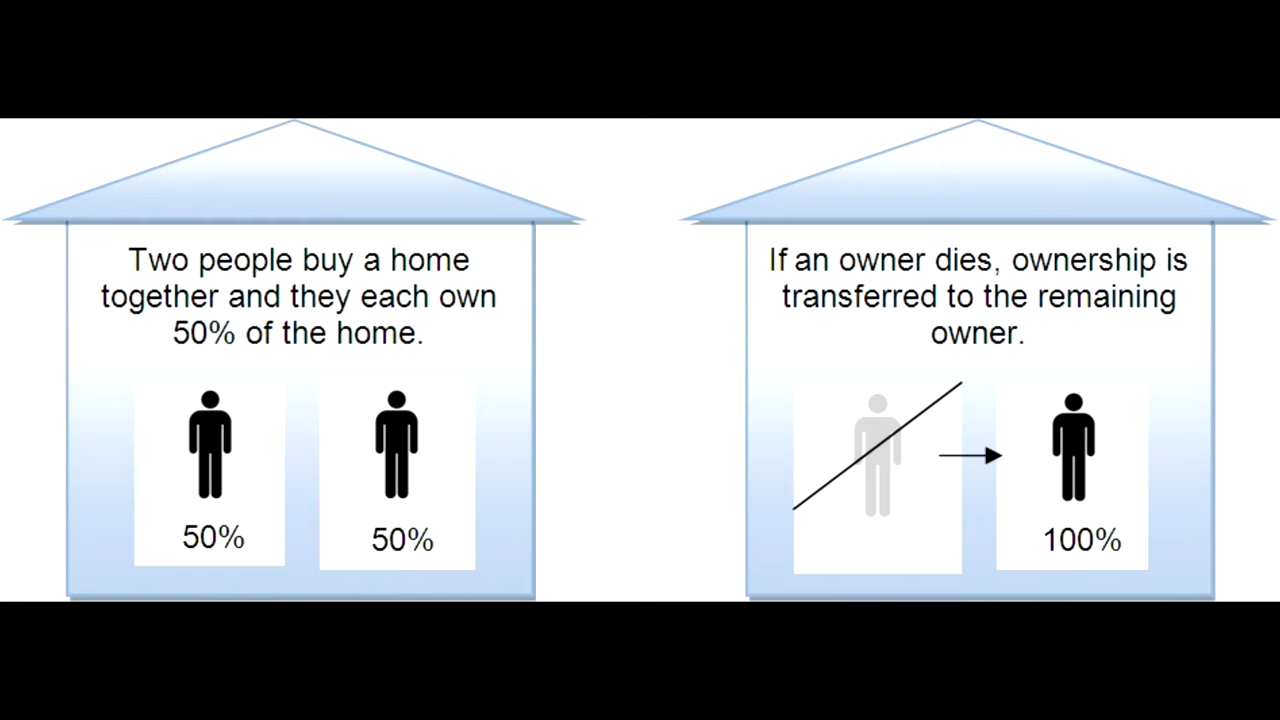 Two people buy a home
together and they each own
50% of the home.
50%
50%
If an owner dies, ownership is
transferred to the remaining
owner.
100%